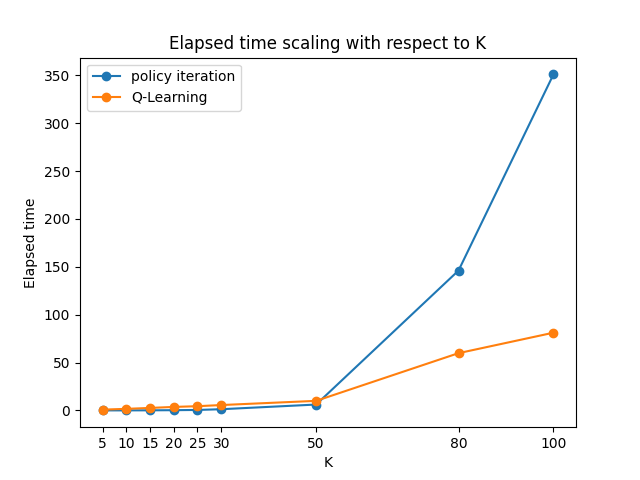 Elapsed time scaling with respect to K
policy iteration
Q-Learning
Elapsed time
350
300
250
200
150
100
50
0
5 10 15 20 25 30 50 80 100
K